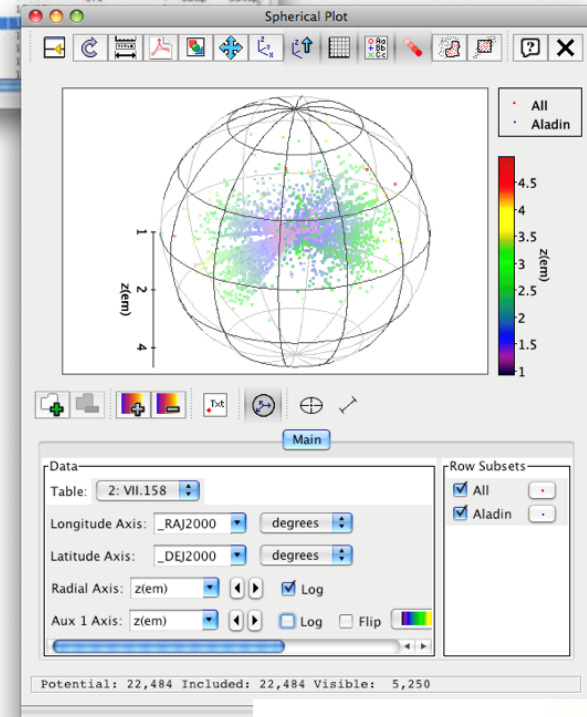 Spherical Plot
All
Aladin
4.5
4
3.5
3
2.5
2
1.5
1
z(em)
1
2
4
z(em)
Txt
Main
Data
Table: 2: VII.158
Longitude Axis: _RAJ2000 degrees
Latitude Axis: _DEJ2000 degrees
Radial Axis: z(em) Log
Aux 1 Axis: z(em) Log Flip
Row Subsets
All
Aladin
Potential: 22,484 Included: 22,484 Visible: 5,250